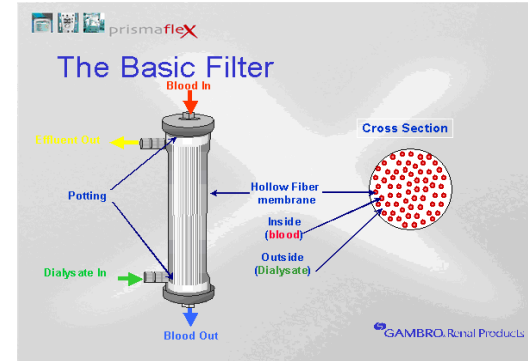 prismaflex
The Basic Filter
Blood In
Effluent Out
Cross Section
Potting
Hollow Fiber
membrane
Inside
(blood)
Outside
(Dialysate)
Dialysate In
Blood Out
GAMBRO. Renal Products